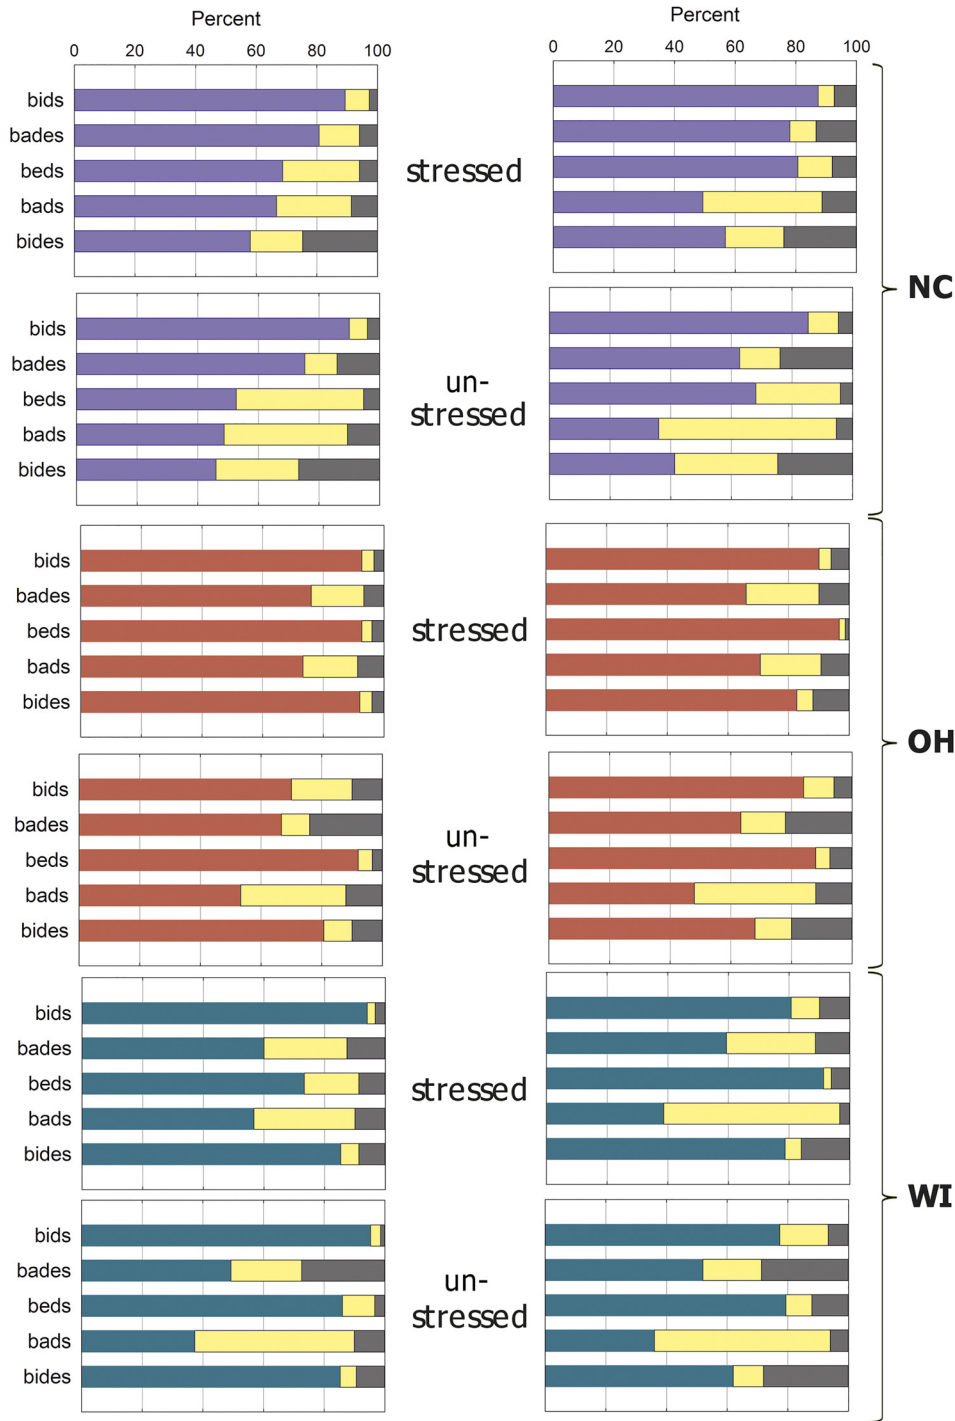 Percent Percent
0 20 40 60 80 100 0 20 40 60 80 100
bids
bades
beds
bads
bides
stressed
NC
bids
bades
beds
bads
bides
un-
stressed
bids
bades
beds
bads
bides
stressed
OH
bids
bades
beds
bads
bides
un-
stressed
bids
bades
beds
bads
bides
stressed
WI
bids
bades
beds
bads
bides
un-
stressed